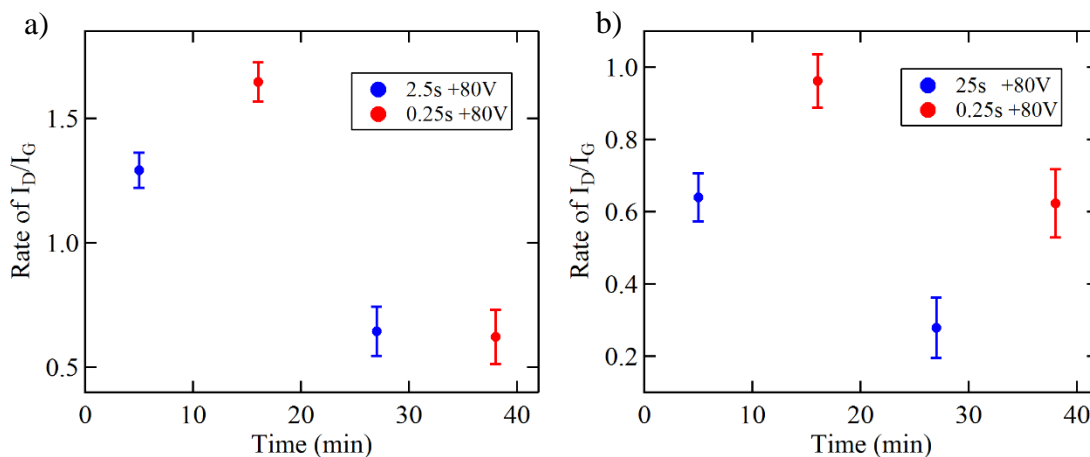 a)
Rate of I_D/I_G
1.5
1.0
0.5
2.5s +80V
0.25s +80V
0
10
20
30
40
Time (min)
b)
Rate of I_D/I_G
1.0
0.8
0.6
0.4
0.2
25s +80V
0.25s +80V
0
10
20
30
40
Time (min)